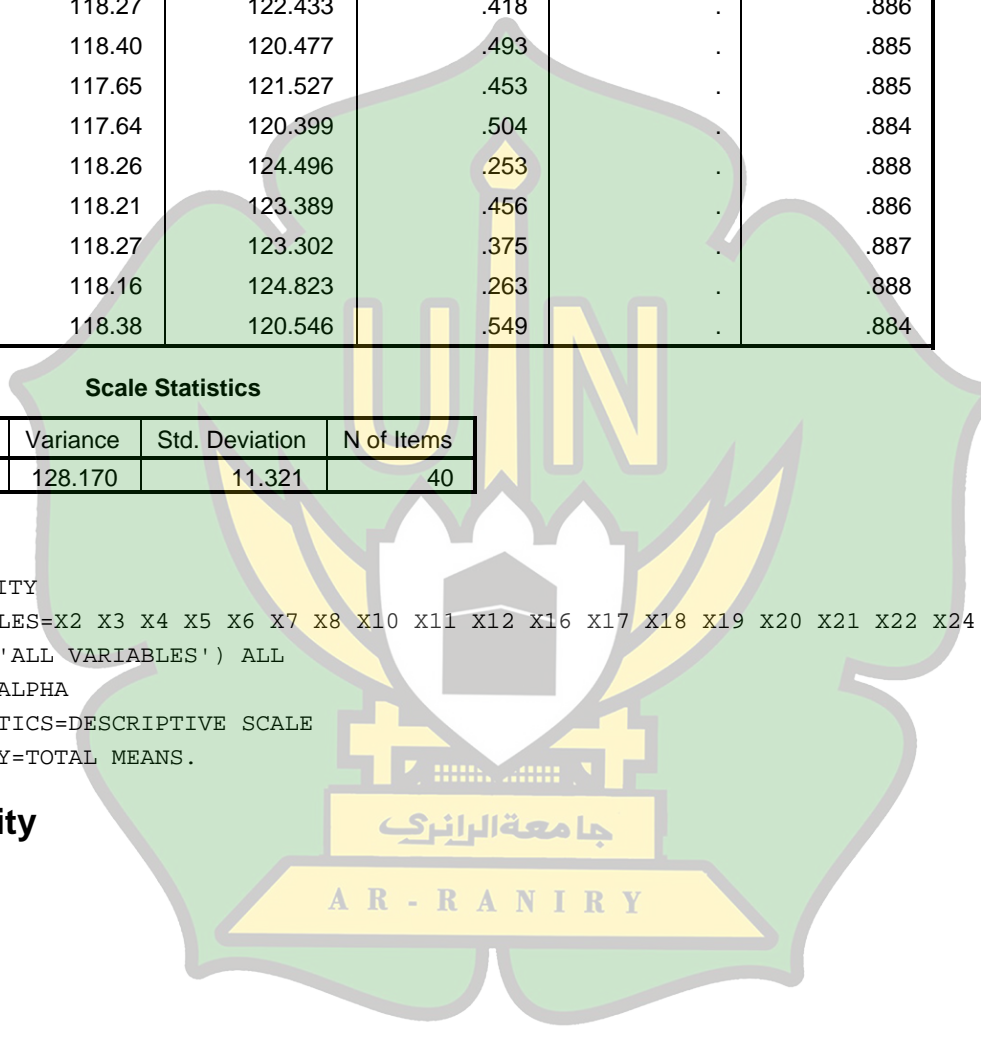 118.27 122.433 .418 . .886
118.40 120.477 .493 . .885
117.65 121.527 .453 . .885
117.64 120.399 .504 . .884
118.26 124.496 .253 . .888
118.21 123.389 .456 . .886
118.27 123.302 .375 . .887
118.16 124.823 .263 . .888
118.38 120.546 .549 . .884
Scale Statistics
Variance Std. Deviation N of Items
128.170 11.321 40
ITY
LES=X2 X3 X4 X5 X6 X7 X8 X10 X11 X12 X16 X17 X18 X19 X20 X21 X22 X24
'ALL VARIABLES') ALL
ALPHA
TICS=DESCRIPTIVE SCALE
Y=TOTAL MEANS.
ity
UIN
جامعةالرانري
AR-RANIRY